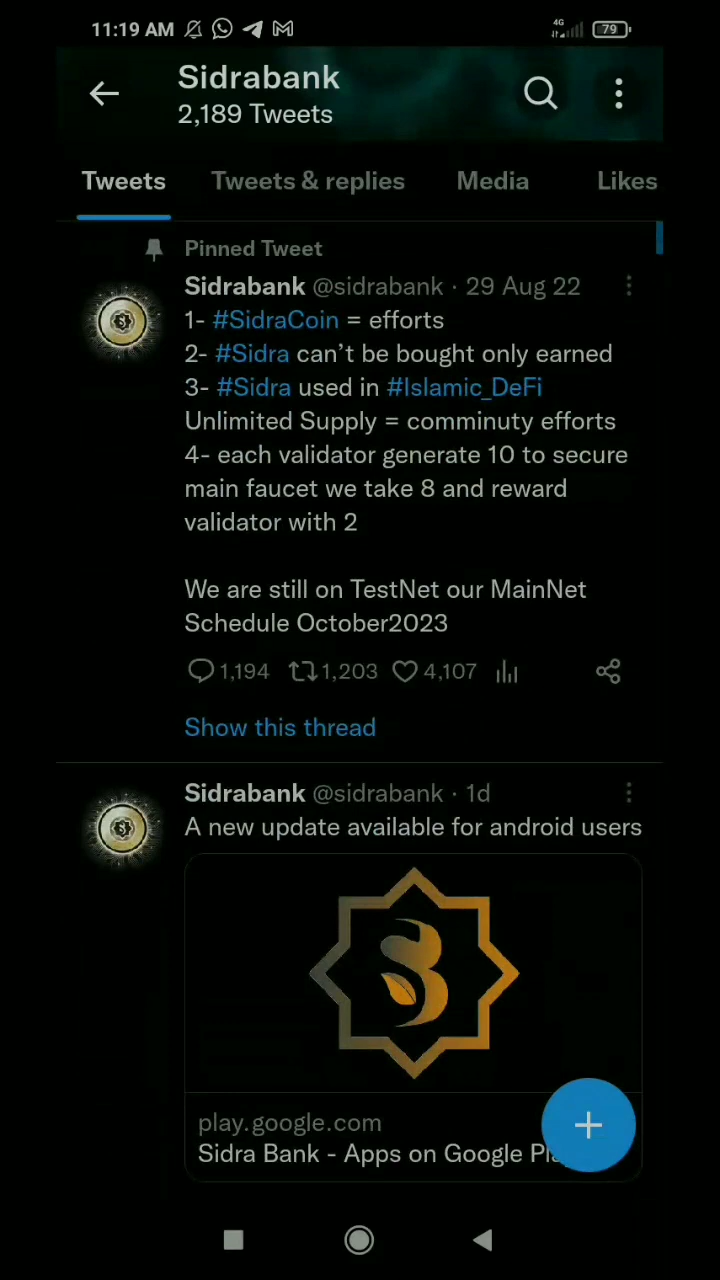 11:19 AM
4G
79
Sidrabank
2,189 Tweets
Tweets
Tweets & replies
Media
Likes
Pinned Tweet
Sidrabank @sidrabank · 29 Aug 22
1- #SidraCoin = efforts
2- #Sidra can’t be bought only earned
3- #Sidra used in #Islamic_DeFi
Unlimited Supply = comminuty efforts
4- each validator generate 10 to secure
main faucet we take 8 and reward
validator with 2
We are still on TestNet our MainNet
Schedule October2023
1,194 1,203 4,107
Show this thread
Sidrabank @sidrabank · 1d
A new update available for android users
play.google.com
Sidra Bank - Apps on Google Pla